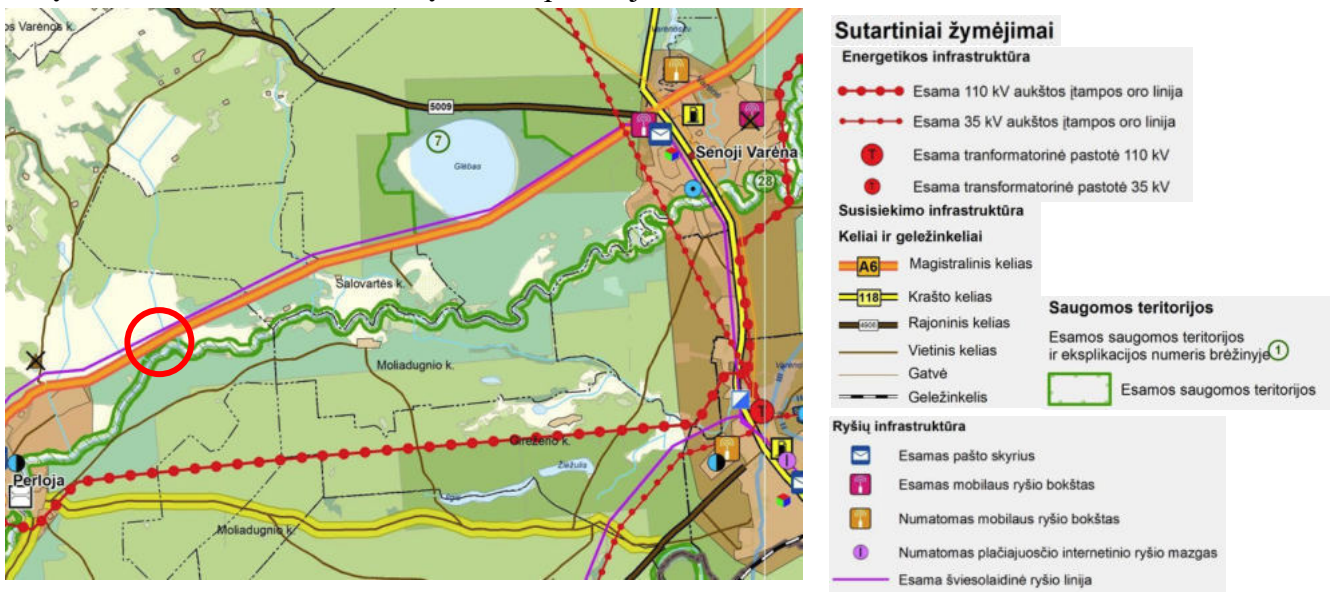 os Varėnos k.
5009
7
Glėbas
Senoji Varėna
28
Salovartės k.
Moliadugnio k.
Girežerio k.
Žiežulis
Ilgis
Perloja
Moliadugnio k.
T
Sutartiniai žymėjimai
Energetikos infrastruktūra
Esama 110 kV aukštos įtampos oro linija
Esama 35 kV aukštos įtampos oro linija
T Esama tranformatorinė pastotė 110 kV
T Esama transformatorinė pastotė 35 kV
Susisiekimo infrastruktūra
Keliai ir geležinkeliai
A6 Magistralinis kelias
118 Krašto kelias
Rajoninis kelias
Vietinis kelias
Gatvė
Geležinkelis
Saugomos teritorijos
Esamos saugomos teritorijos
ir eksplikacijos numeris brėžinyje 1
Esamos saugomos teritorijos
Ryšių infrastruktūra
Esamas pašto skyrius
Esamas mobilaus ryšio bokštas
Numatomas mobilaus ryšio bokštas
I Numatomas plačiajuosčio internetinio ryšio mazgas
Esama šviesolaidinė ryšio linija